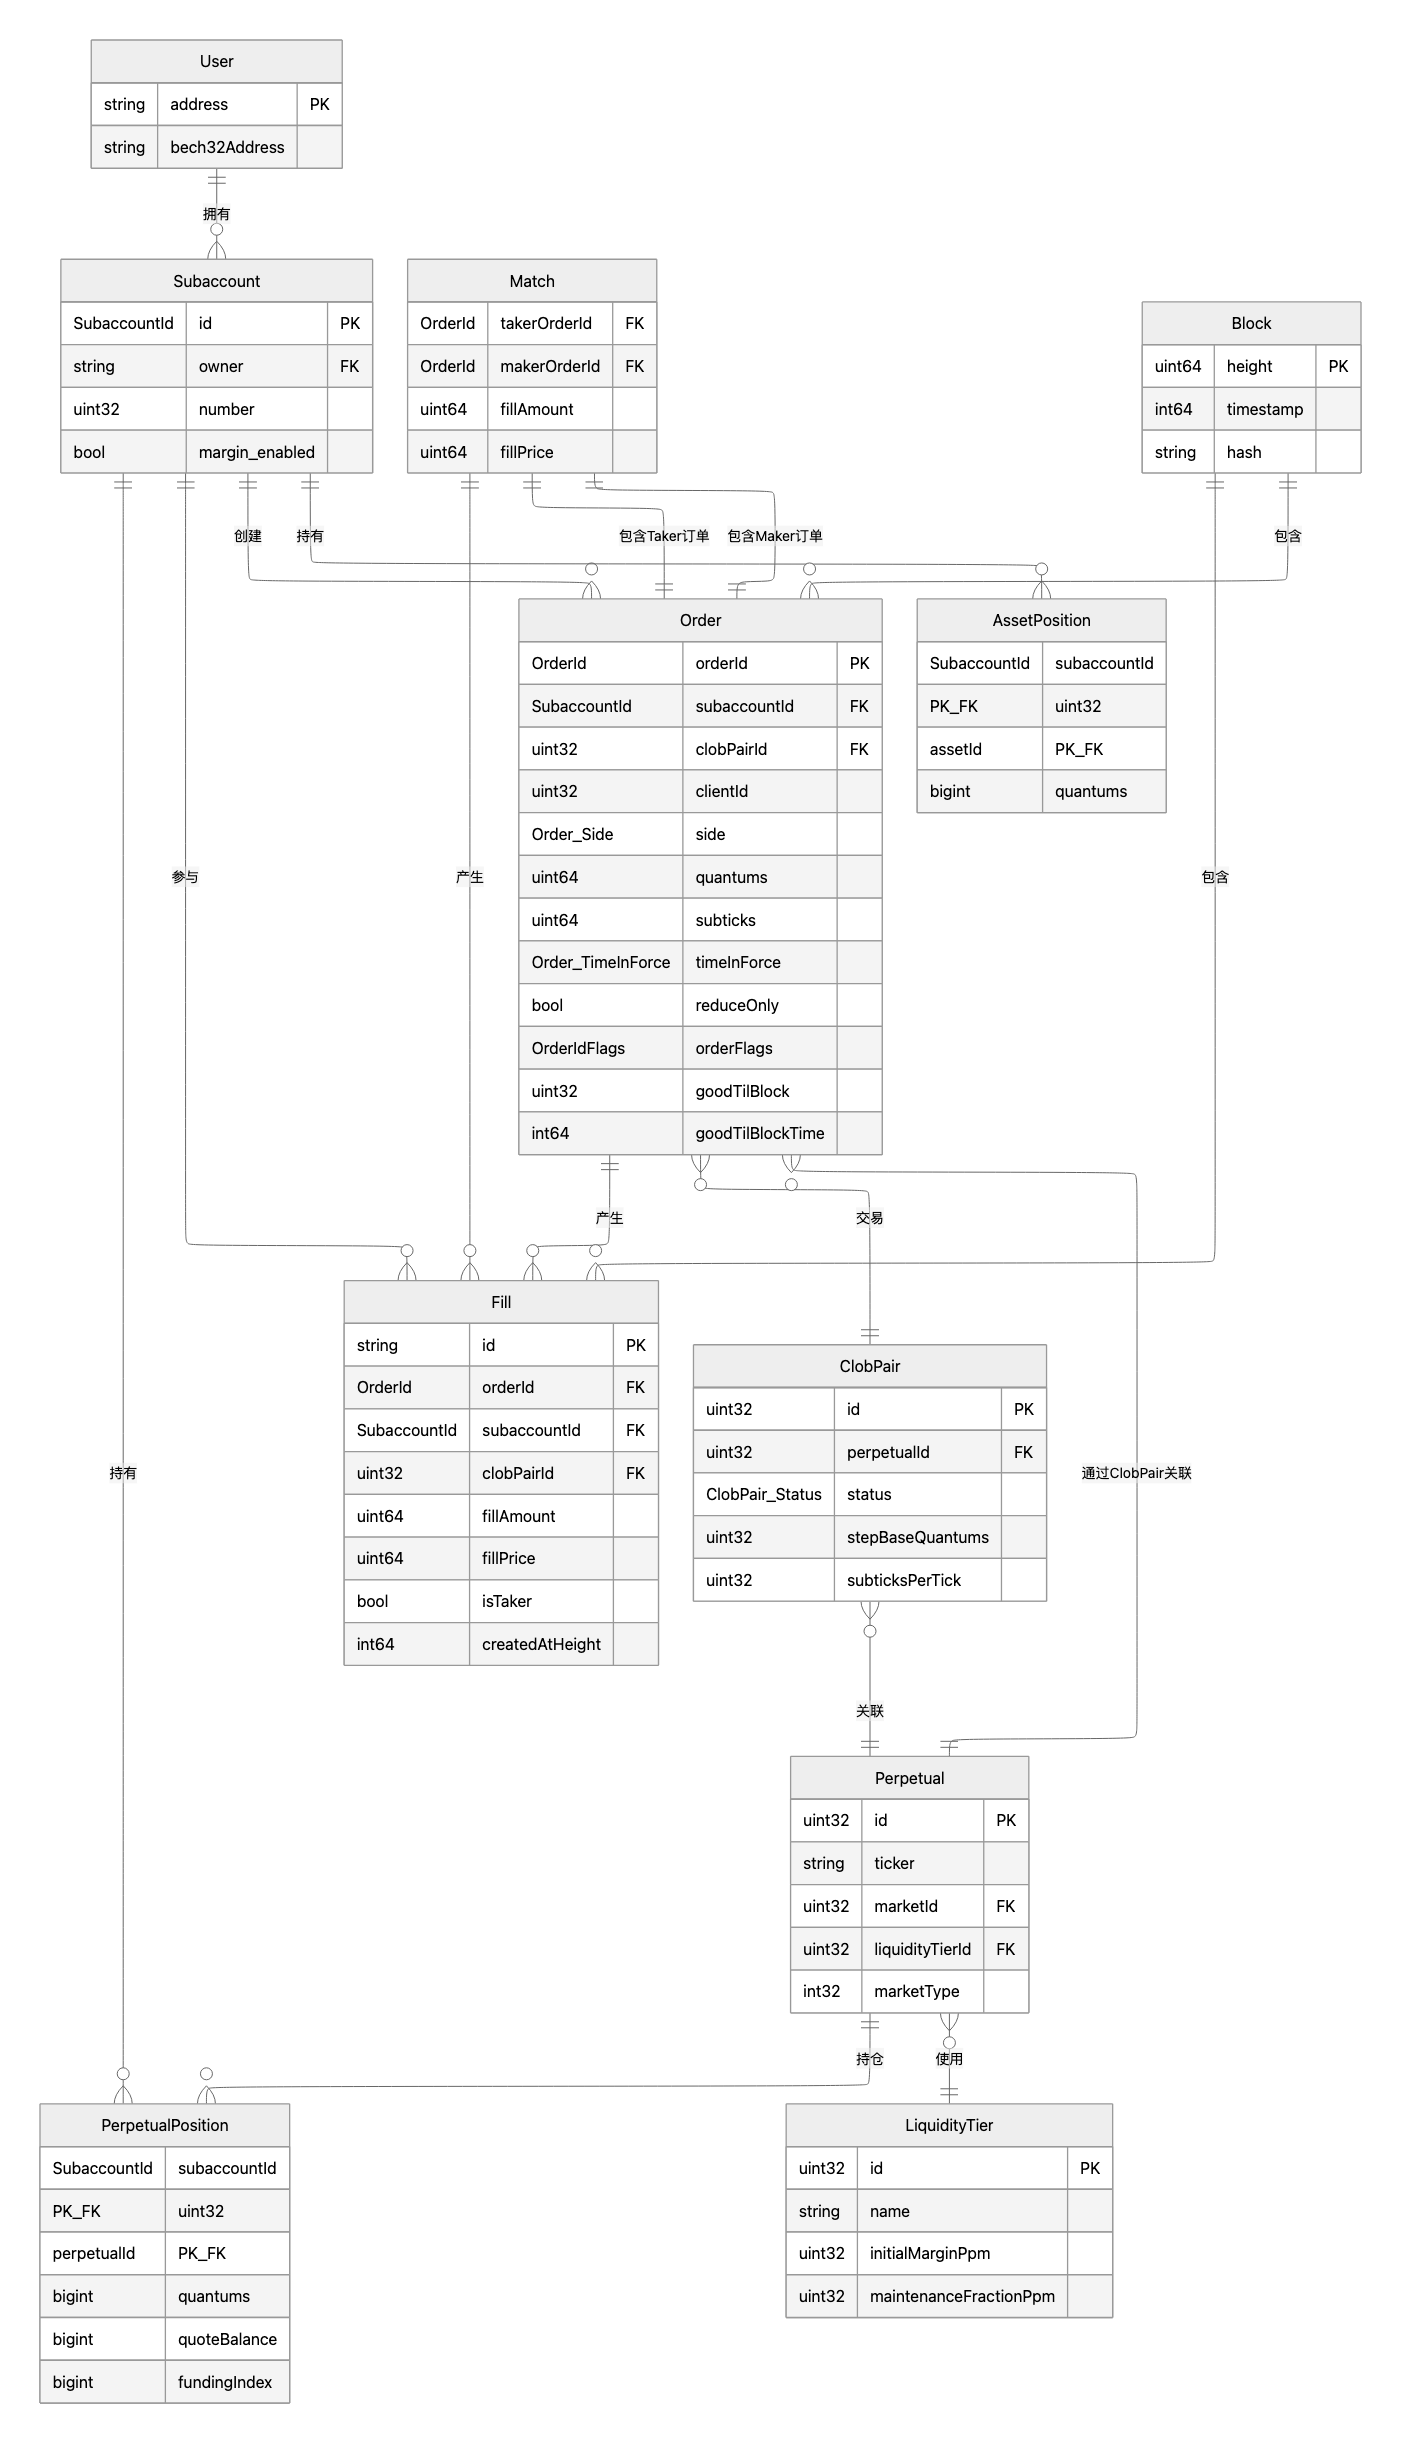 User
string address PK
string bech32Address
拥有
Subaccount
SubaccountId id PK
string owner FK
uint32 number
bool margin_enabled
Match
OrderId takerOrderId FK
OrderId makerOrderId FK
uint64 fillAmount
uint64 fillPrice
Block
uint64 height PK
int64 timestamp
string hash
创建
持有
包含Taker订单
包含Maker订单
包含
Order
OrderId orderId PK
SubaccountId subaccountId FK
uint32 clobPairId FK
uint32 clientId
Order_Side side
uint64 quantums
uint64 subticks
Order_TimeInForce timeInForce
bool reduceOnly
OrderIdFlags orderFlags
uint32 goodTilBlock
int64 goodTilBlockTime
AssetPosition
SubaccountId subaccountId
PK_FK uint32
assetId PK_FK
bigint quantums
参与
产生
包含
产生
交易
Fill
string id PK
OrderId orderId FK
SubaccountId subaccountId FK
uint32 clobPairId FK
uint64 fillAmount
uint64 fillPrice
bool isTaker
int64 createdAtHeight
ClobPair
uint32 id PK
uint32 perpetualId FK
ClobPair_Status status
uint32 stepBaseQuantums
uint32 subticksPerTick
持有
通过ClobPair关联
关联
Perpetual
uint32 id PK
string ticker
uint32 marketId FK
uint32 liquidityTierId FK
int32 marketType
持仓
使用
PerpetualPosition
SubaccountId subaccountId
PK_FK uint32
perpetualId PK_FK
bigint quantums
bigint quoteBalance
bigint fundingIndex
LiquidityTier
uint32 id PK
string name
uint32 initialMarginPpm
uint32 maintenanceFractionPpm